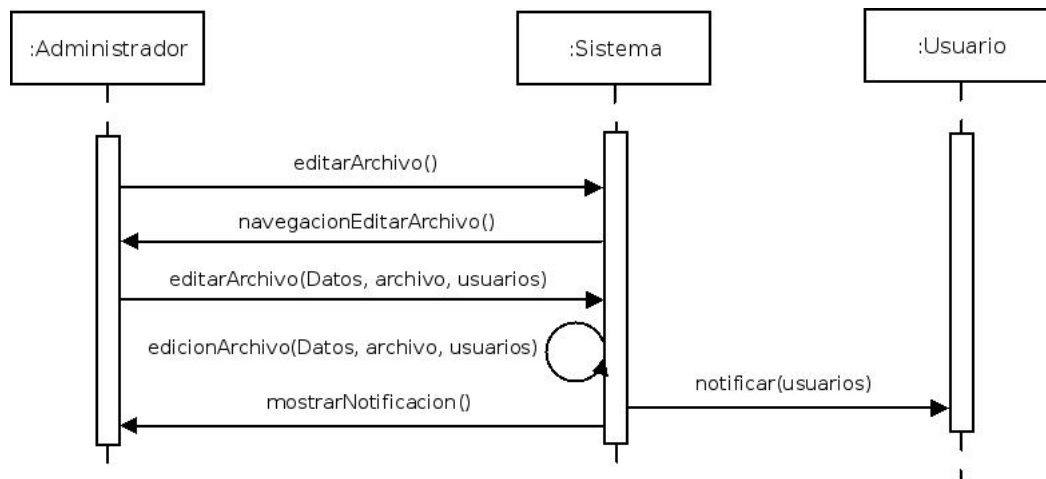 :Administrador
:Sistema
:Usuario
editarArchivo()
navegacionEditarArchivo()
editarArchivo(Datos, archivo, usuarios)
edicionArchivo(Datos, archivo, usuarios)
notificar(usuarios)
mostrarNotificacion()